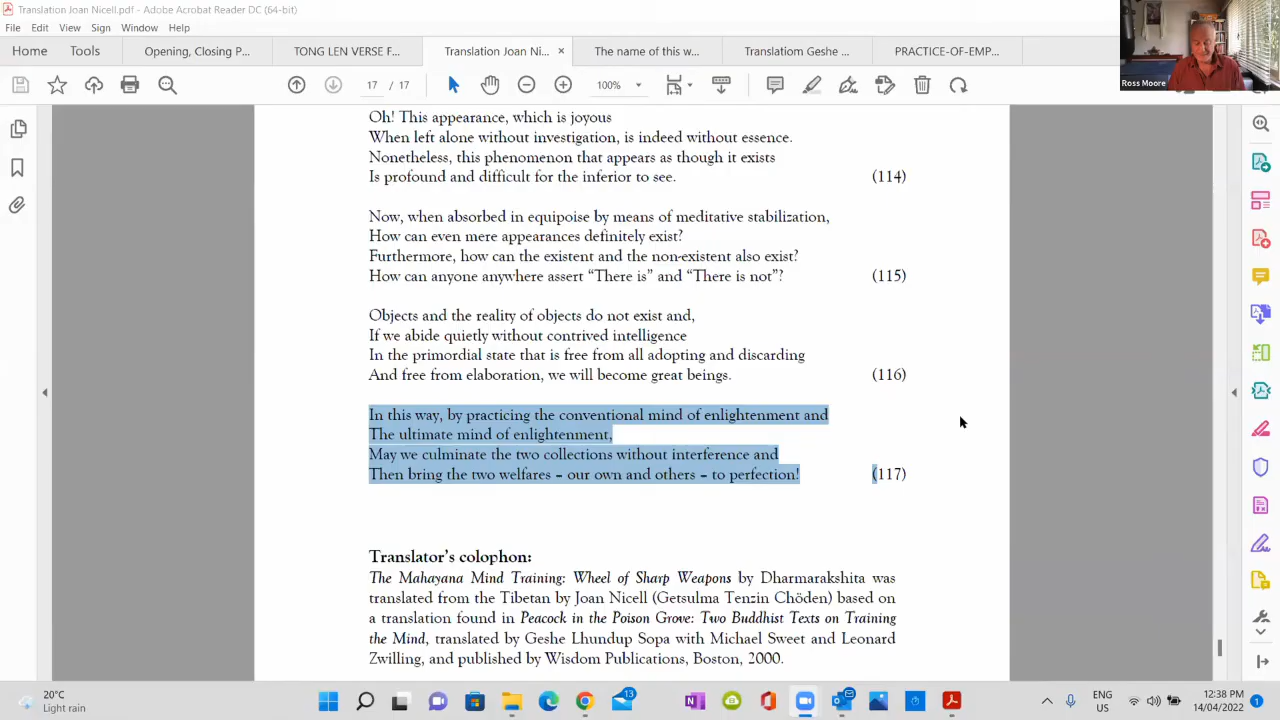 Translation Joan Nicell.pdf - Adobe Acrobat Reader DC (64-bit)
File Edit View Sign Window Help
Home Tools Opening, Closing P... TONG LEN VERSE F... Translation Joan Ni... × The name of this w... Translatiom Geshe ... PRACTICE-OF-EMP...
17 / 17 100%
Ross Moore
Oh! This appearance, which is joyous
When left alone without investigation, is indeed without essence.
Nonetheless, this phenomenon that appears as though it exists
Is profound and difficult for the inferior to see. (114)
Now, when absorbed in equipoise by means of meditative stabilization,
How can even mere appearances definitely exist?
Furthermore, how can the existent and the non-existent also exist?
How can anyone anywhere assert “There is” and “There is not”? (115)
Objects and the reality of objects do not exist and,
If we abide quietly without contrived intelligence
In the primordial state that is free from all adopting and discarding
And free from elaboration, we will become great beings. (116)
In this way, by practicing the conventional mind of enlightenment and
The ultimate mind of enlightenment,
May we culminate the two collections without interference and
Then bring the two welfares – our own and others – to perfection! (117)
Translator’s colophon:
The Mahayana Mind Training: Wheel of Sharp Weapons by Dharmarakshita was
translated from the Tibetan by Joan Nicell (Getsulma Tenzin Chöden) based on
a translation found in Peacock in the Poison Grove: Two Buddhist Texts on Training
the Mind, translated by Geshe Lhundup Sopa with Michael Sweet and Leonard
Zwilling, and published by Wisdom Publications, Boston, 2000.
20°C
Light rain
13
ENG
US
12:38 PM
14/04/2022
1